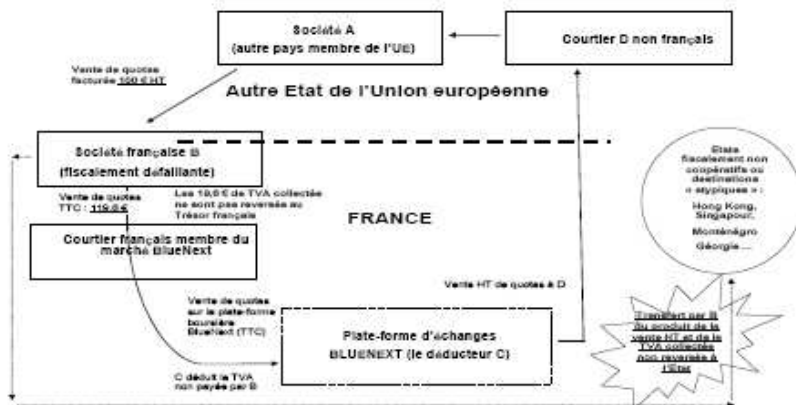 Société A
(autre pays membre de l'UE)
Courtier D non français
Vente de quotas
facturée 100 € HT
Autre Etat de l'Union européenne
Société française B
(fiscalement défaillante)
Vente de quotas
TTC : 119,6 €
Les 19,6 € de TVA collectée
ne sont pas reversée au
Trésor français
FRANCE
Courtier français membre du
marché BlueNext
Etats
fiscalement non
coopératifs ou
destinations
« atypiques » :
Hong Kong,
Singapour,
Monténégro
Géorgie ...
Vente HT de quotas à D
Vente de quotas
sur la plate-forme
boursière
BlueNext (TTC)
Plate-forme d'échanges
BLUENEXT (le déducteur C)
Transfert par B
du produit de la
vente HT et de la
TVA collectée
non reversée à
l'Etat
C déduit la TVA
non payée par B